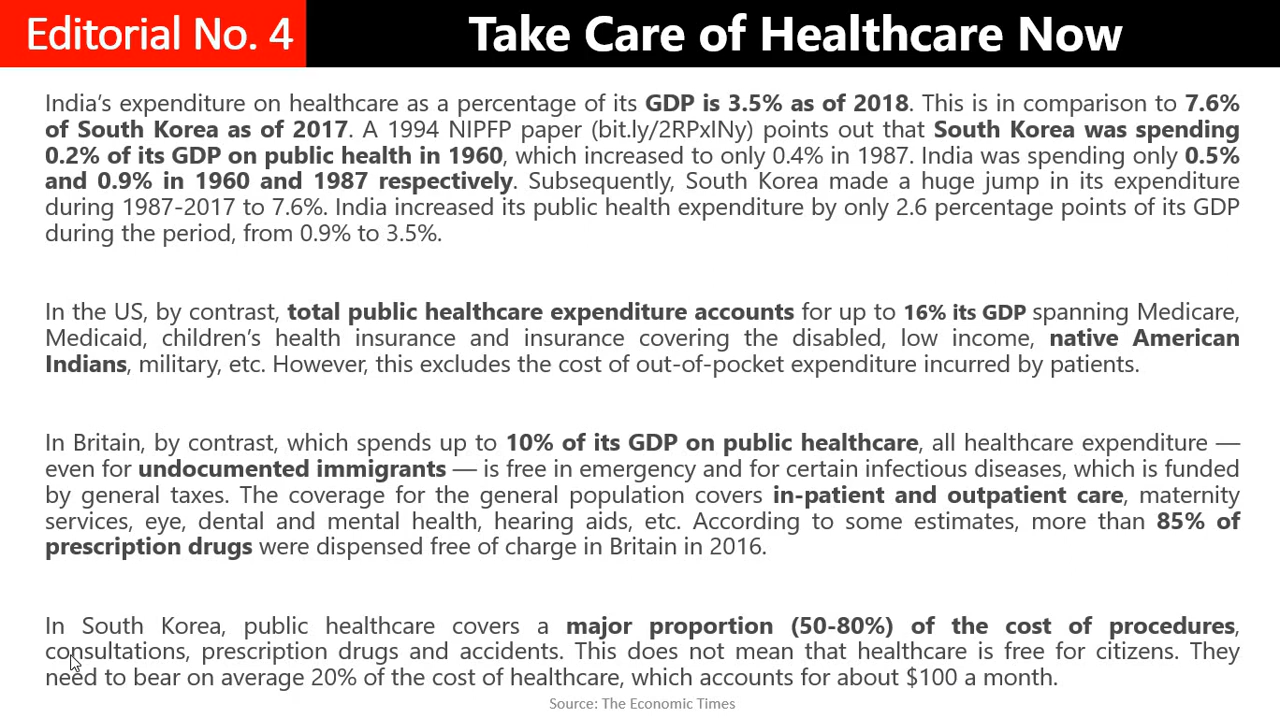 Editorial No. 4
Take Care of Healthcare Now
India's expenditure on healthcare as a percentage of its GDP is 3.5% as of 2018. This is in comparison to 7.6%
of South Korea as of 2017. A 1994 NIPFP paper (bit.ly/2RPxINy) points out that South Korea was spending
0.2% of its GDP on public health in 1960, which increased to only 0.4% in 1987. India was spending only 0.5%
and 0.9% in 1960 and 1987 respectively. Subsequently, South Korea made a huge jump in its expenditure
during 1987-2017 to 7.6%. India increased its public health expenditure by only 2.6 percentage points of its GDP
during the period, from 0.9% to 3.5%.
In the US, by contrast, total public healthcare expenditure accounts for up to 16% its GDP spanning Medicare,
Medicaid, children's health insurance and insurance covering the disabled, low income, native American
Indians, military, etc. However, this excludes the cost of out-of-pocket expenditure incurred by patients.
In Britain, by contrast, which spends up to 10% of its GDP on public healthcare, all healthcare expenditure —
even for undocumented immigrants — is free in emergency and for certain infectious diseases, which is funded
by general taxes. The coverage for the general population covers in-patient and outpatient care, maternity
services, eye, dental and mental health, hearing aids, etc. According to some estimates, more than 85% of
prescription drugs were dispensed free of charge in Britain in 2016.
In South Korea, public healthcare covers a major proportion (50-80%) of the cost of procedures,
consultations, prescription drugs and accidents. This does not mean that healthcare is free for citizens. They
need to bear on average 20% of the cost of healthcare, which accounts for about $100 a month.
Source: The Economic Times